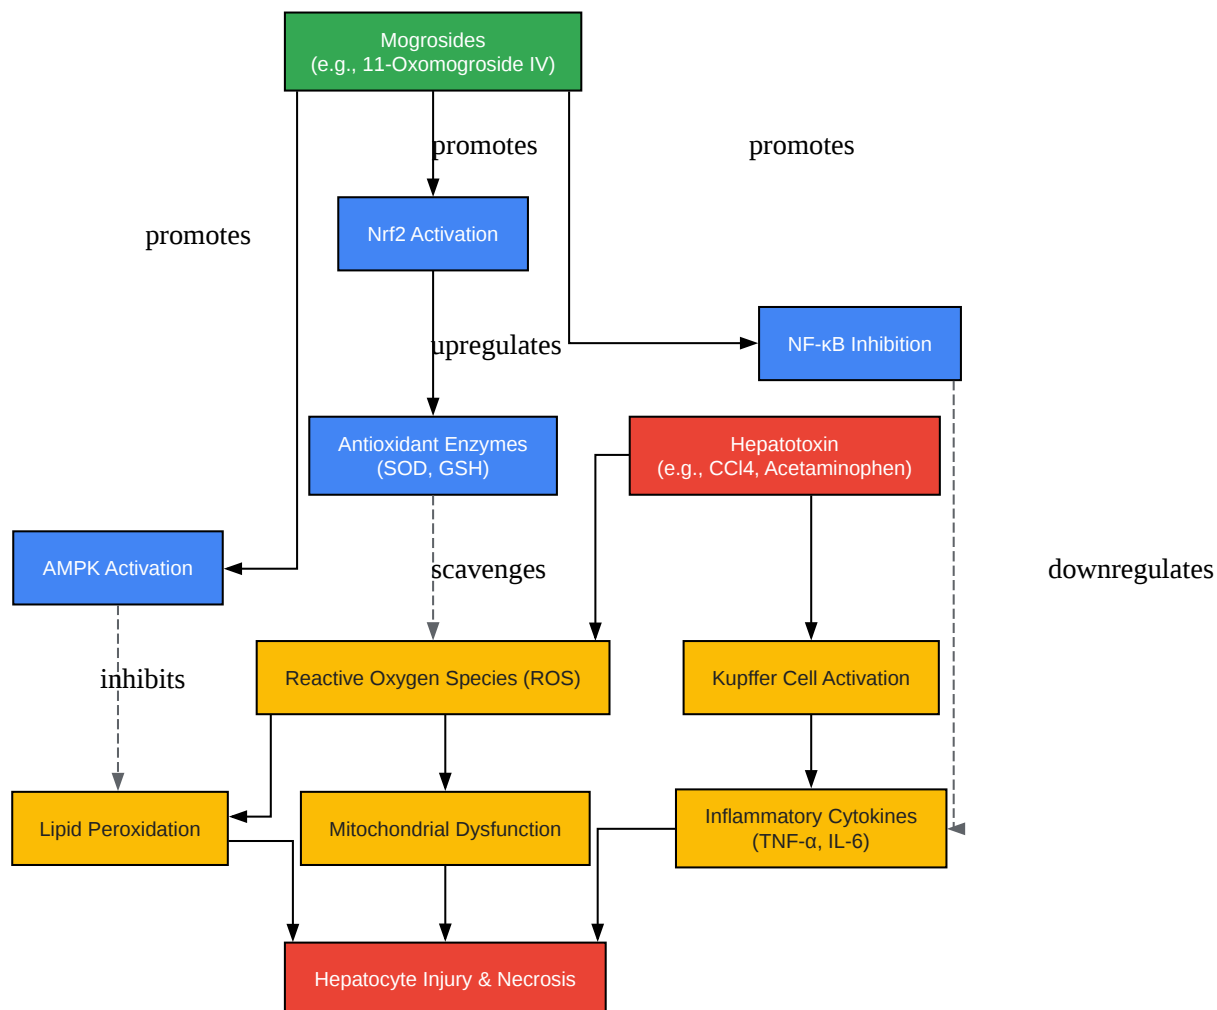 Mogrosides
(e.g., 11-Oxomogroside IV)
promotes
promotes
promotes
Nrf2 Activation
upregulates
NF-κB Inhibition
Antioxidant Enzymes
(SOD, GSH)
Hepatotoxin
(e.g., CCl4, Acetaminophen)
AMPK Activation
scavenges
downregulates
inhibits
Reactive Oxygen Species (ROS)
Kupffer Cell Activation
Lipid Peroxidation
Mitochondrial Dysfunction
Inflammatory Cytokines
(TNF-α, IL-6)
Hepatocyte Injury & Necrosis